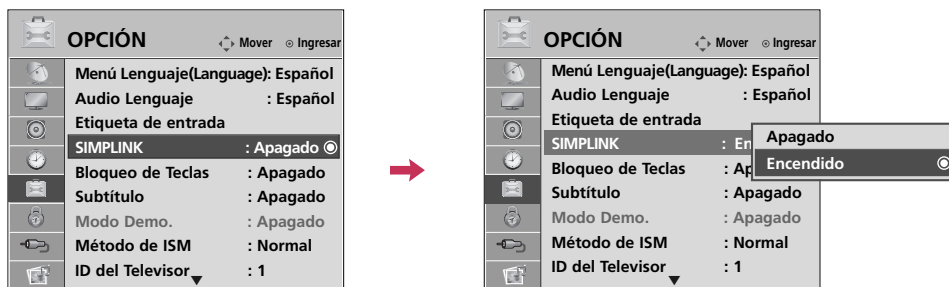 OPCIÓN Mover Ingresar
Menú Lenguaje(Language): Español
Audio Lenguaje : Español
Etiqueta de entrada
SIMPLINK : Apagado
Bloqueo de Teclas : Apagado
Subtítulo : Apagado
Modo Demo. : Apagado
Método de ISM : Normal
ID del Televisor : 1
OPCIÓN Mover Ingresar
Menú Lenguaje(Language): Español
Audio Lenguaje : Español
Etiqueta de entrada
SIMPLINK : En
Bloqueo de Teclas : Ap
Subtítulo : Apagado
Modo Demo. : Apagado
Método de ISM : Normal
ID del Televisor : 1
Apagado
Encendido